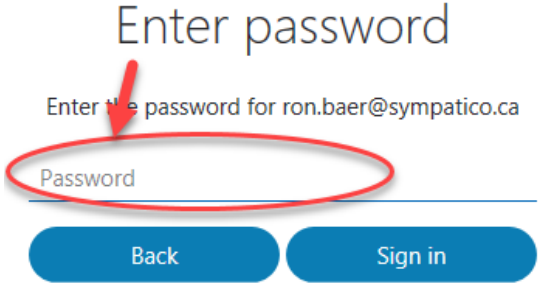 Enter password
Enter the password for ron.baer@sympatico.ca
Password
Back
Sign in